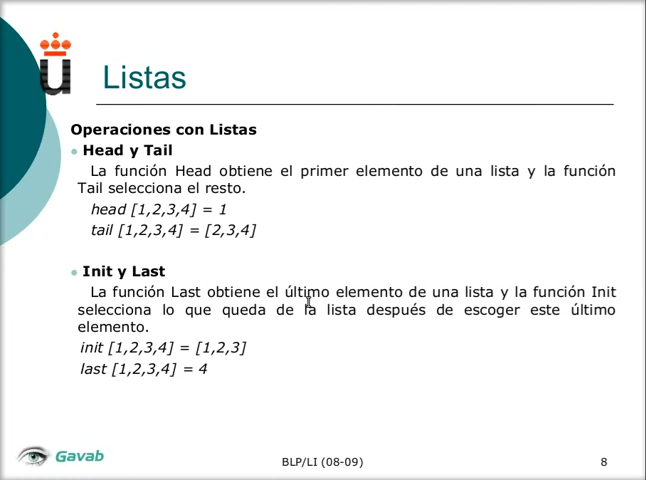 Listas
Operaciones con Listas
Head y Tail
La función Head obtiene el primer elemento de una lista y la función
Tail selecciona el resto.
head [1,2,3,4] = 1
tail [1,2,3,4] = [2,3,4]
Init y Last
La función Last obtiene el último elemento de una lista y la función Init
selecciona lo que queda de la lista después de escoger este último
elemento.
init [1,2,3,4] = [1,2,3]
last [1,2,3,4] = 4
Gavab
BLP/LI (08-09)
8